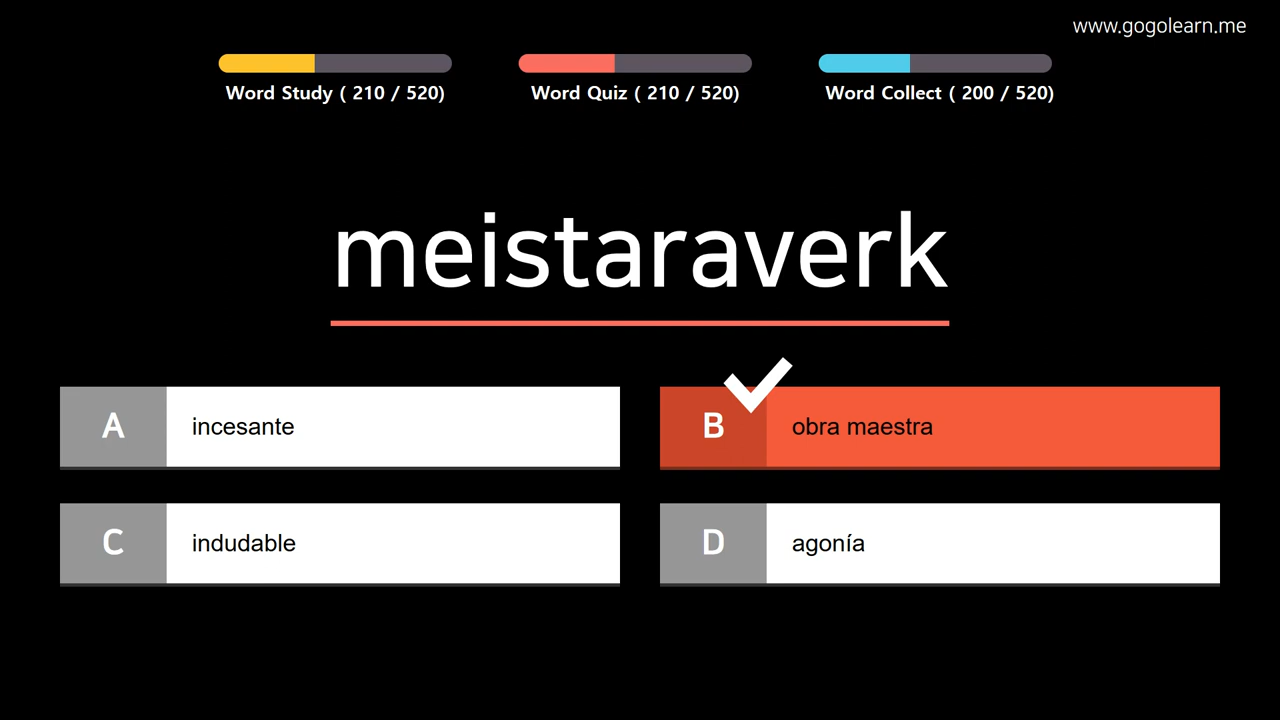 www.gogolearn.me
Word Study ( 210 / 520)
Word Quiz ( 210 / 520)
Word Collect ( 200 / 520)
meistaraverk
A incesante
B obra maestra
C indudable
D agonía